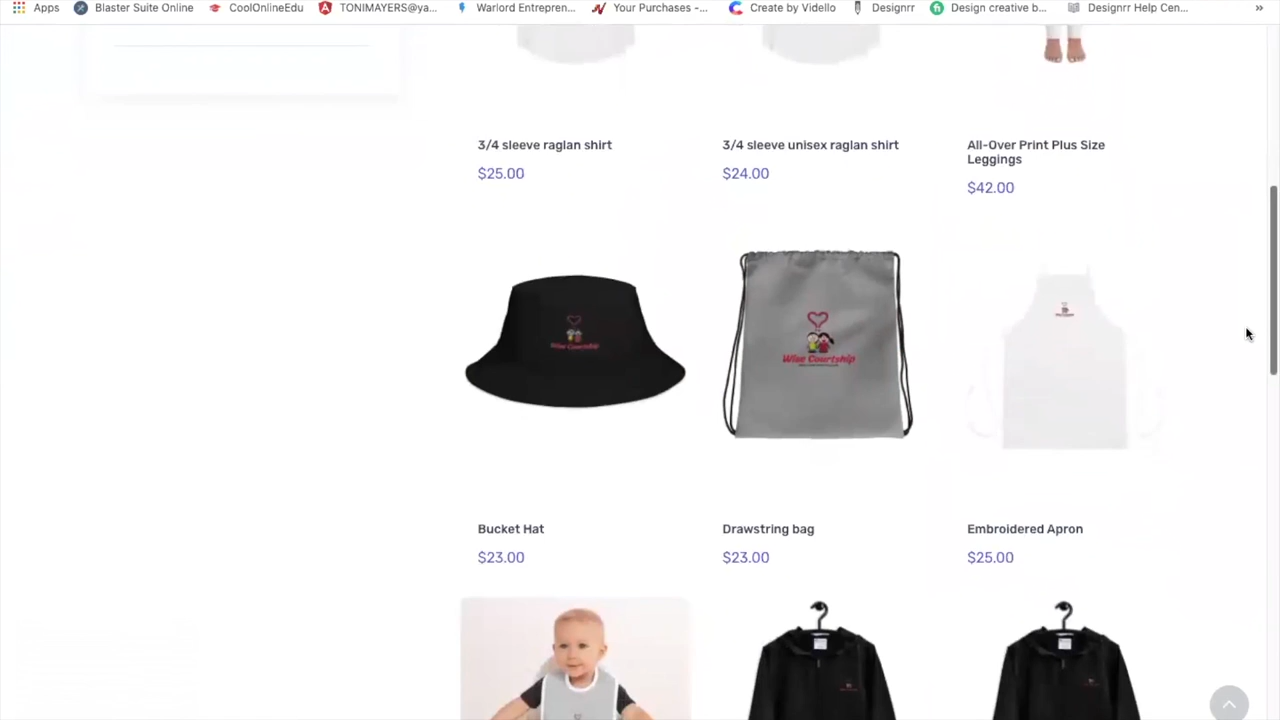 Apps
Blaster Suite Online
CoolOnlineEdu
TONIMAYERS@ya...
Warlord Entrepren...
Your Purchases -...
Create by Vidello
Designrr
Design creative b...
Designrr Help Cen...
»
3/4 sleeve raglan shirt
$25.00
3/4 sleeve unisex raglan shirt
$24.00
All-Over Print Plus Size
Leggings
$42.00
Wise Courtship
Wise Courtship
Bucket Hat
$23.00
Drawstring bag
$23.00
Embroidered Apron
$25.00